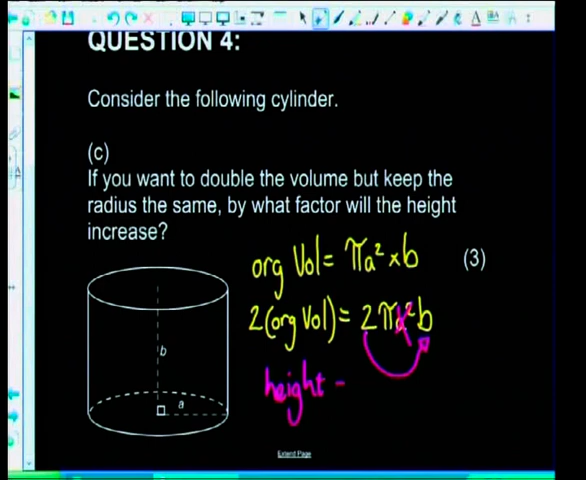 QUESTION 4:
Consider the following cylinder.
(c)
If you want to double the volume but keep the
radius the same, by what factor will the height
increase?
(3)
org Vol = πa² × b
2(org Vol) = 2πa²b
height -
b
a
Extend Page